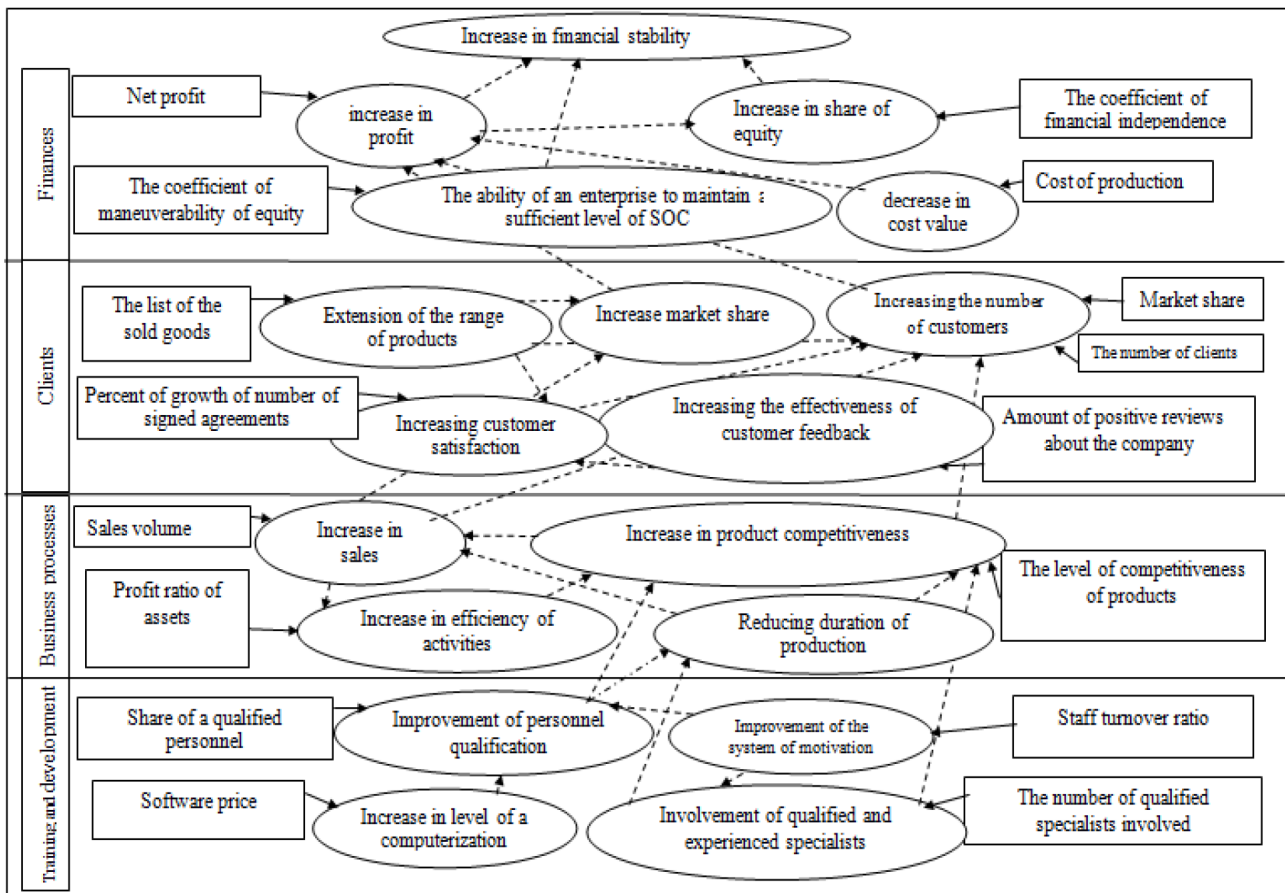 Increase in financial stability
Finances
Net profit
increase in
profit
Increase in share of
equity
The coefficient of
financial independence
The coefficient of
maneuverability of equity
The ability of an enterprise to maintain a
sufficient level of SOC
decrease in
cost value
Cost of production
Clients
The list of the
sold goods
Extension of the range
of products
Increase market share
Increasing the number
of customers
Market share
The number of clients
Percent of growth of number of
signed agreements
Increasing customer
satisfaction
Increasing the effectiveness of
customer feedback
Amount of positive reviews
about the company
Business processes
Sales volume
Increase in
sales
Increase in product competitiveness
The level of competitiveness
of products
Profit ratio of
assets
Increase in efficiency of
activities
Reducing duration of
production
Training and development
Share of a qualified
personnel
Improvement of personnel
qualification
Improvement of the
system of motivation
Staff turnover ratio
Software price
Increase in level of a
computerization
Involvement of qualified and
experienced specialists
The number of qualified
specialists involved